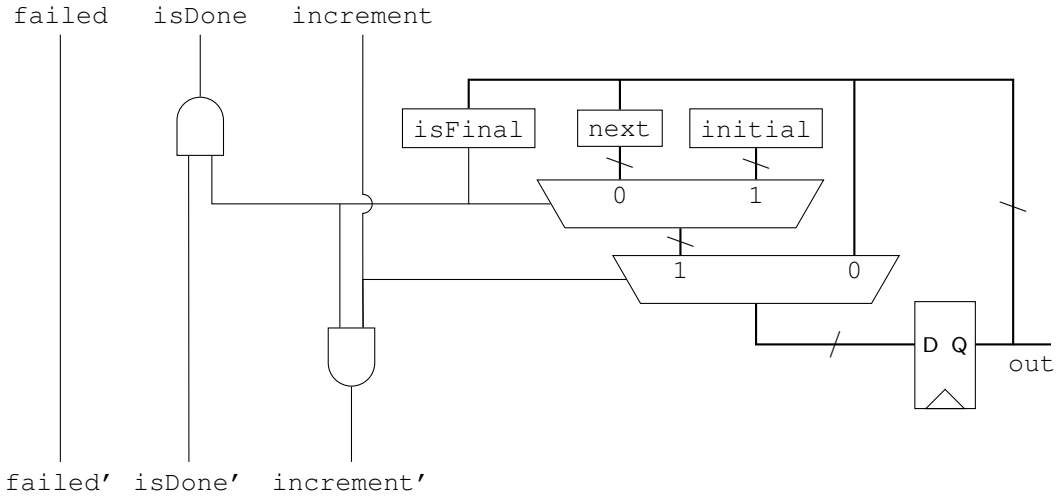 failed isDone increment
isFinal next initial
0 1
1 0
D Q
out
failed' isDone' increment'